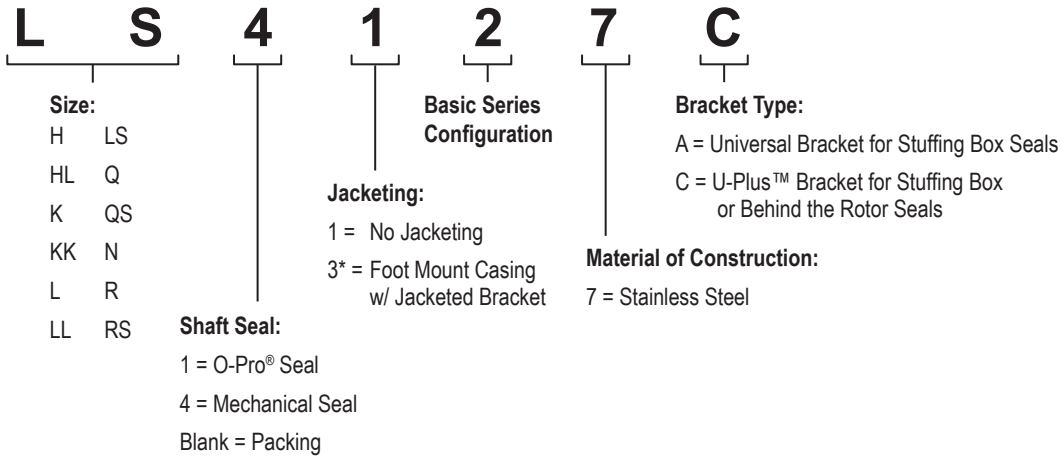 L S 4 1 2 7 C
Size:
H LS
HL Q
K QS
KK N
L R
LL RS
Shaft Seal:
1 = O-Pro® Seal
4 = Mechanical Seal
Blank = Packing
Jacketing:
1 = No Jacketing
3* = Foot Mount Casing
w/ Jacketed Bracket
Basic Series
Configuration
Material of Construction:
7 = Stainless Steel
Bracket Type:
A = Universal Bracket for Stuffing Box Seals
C = U-Plus™ Bracket for Stuffing Box
or Behind the Rotor Seals